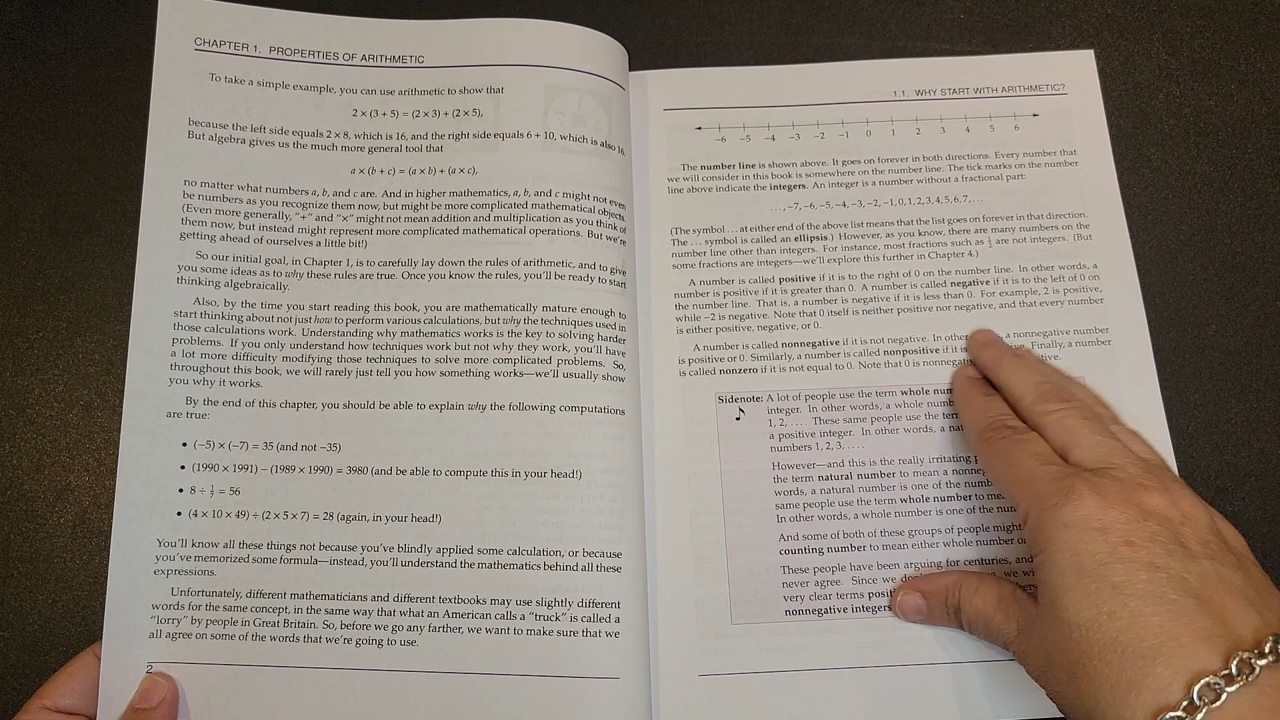 CHAPTER 1. PROPERTIES OF ARITHMETIC
To take a simple example, you can use arithmetic to show that
2 × (3 + 5) = (2 × 3) + (2 × 5),
because the left side equals 2 × 8, which is 16, and the right side equals 6 + 10, which is also 16.
But algebra gives us the much more general tool that
a × (b + c) = (a × b) + (a × c),
no matter what numbers a, b, and c are. And in higher mathematics, a, b, and c might not even
be numbers as you recognize them now, but might be more complicated mathematical objects.
(Even more generally, "+" and "×" might not mean addition and multiplication as you think of
them now, but instead might represent more complicated mathematical operations. But we're
getting ahead of ourselves a little bit!)
So our initial goal, in Chapter 1, is to carefully lay down the rules of arithmetic, and to give
you some ideas as to why these rules are true. Once you know the rules, you'll be ready to start
thinking algebraically.
Also, by the time you start reading this book, you are mathematically mature enough to
start thinking about not just how to perform various calculations, but why the techniques used in
those calculations work. Understanding why mathematics works is the key to solving harder
problems. If you only understand how techniques work but not why they work, you'll have
a lot more difficulty modifying those techniques to solve more complicated problems. So,
throughout this book, we will rarely just tell you how something works—we'll usually show
you why it works.
By the end of this chapter, you should be able to explain why the following computations
are true:
• (−5) × (−7) = 35 (and not −35)
• (1990 × 1991) − (1989 × 1990) = 3980 (and be able to compute this in your head!)
• 8 ÷ 1/7 = 56
• (4 × 10 × 49) ÷ (2 × 5 × 7) = 28 (again, in your head!)
You'll know all these things not because you've blindly applied some calculation, or because
you've memorized some formula—instead, you'll understand the mathematics behind all these
expressions.
Unfortunately, different mathematicians and different textbooks may use slightly different
words for the same concept, in the same way that what an American calls a "truck" is called a
"lorry" by people in Great Britain. So, before we go any farther, we want to make sure that we
all agree on some of the words that we're going to use.
2
1.1. WHY START WITH ARITHMETIC?
−6 −5 −4 −3 −2 −1 0 1 2 3 4 5 6
The number line is shown above. It goes on forever in both directions. Every number that
we will consider in this book is somewhere on the number line. The tick marks on the number
line above indicate the integers. An integer is a number without a fractional part:
..., −7, −6, −5, −4, −3, −2, −1, 0, 1, 2, 3, 4, 5, 6, 7, ...
(The symbol ... at either end of the above list means that the list goes on forever in that direction.
The ... symbol is called an ellipsis.) However, as you know, there are many numbers on the
number line other than integers. For instance, most fractions such as 1/2 are not integers. (But
some fractions are integers—we'll explore this further in Chapter 4.)
A number is called positive if it is to the right of 0 on the number line. In other words, a
number is positive if it is greater than 0. A number is called negative if it is to the left of 0 on
the number line. That is, a number is negative if it is less than 0. For example, 2 is positive,
while −2 is negative. Note that 0 itself is neither positive nor negative, and that every number
is either positive, negative, or 0.
A number is called nonnegative if it is not negative. In other a nonnegative number
is positive or 0. Similarly, a number is called nonpositive if it is Finally, a number
is called nonzero if it is not equal to 0. Note that 0 is
Sidenote: A lot of people use the term whole
integer. In other words, a whole
1, 2, .... These same people use the
a positive integer. In other words, a
numbers 1, 2, 3, ....
However—and this is the really irritating
the term natural number to mean a
words, a natural number is one of the
same people use the term whole number to
In other words, a whole number is one of the
And some of both of these groups of people might
counting number to mean either whole number
These people have been arguing for centuries, and
never agree. Since we we
very clear terms
nonnegative integers